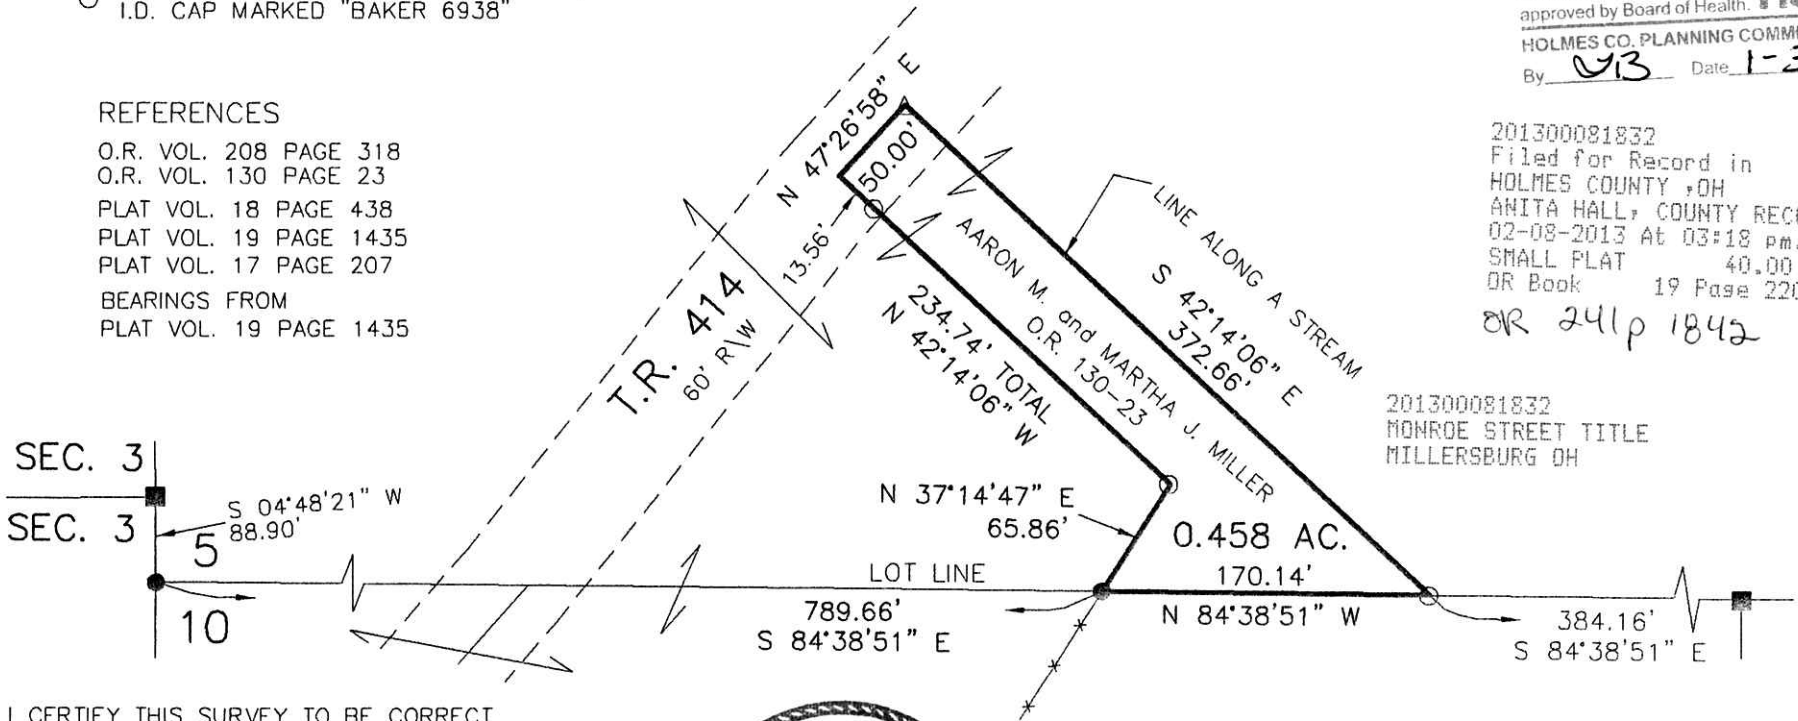 I.D. CAP MARKED "BAKER 6938"
approved by Board of Health.
HOLMES CO. PLANNING COMM
By Date 1-3
REFERENCES
O.R. VOL. 208 PAGE 318
O.R. VOL. 130 PAGE 23
PLAT VOL. 18 PAGE 438
PLAT VOL. 19 PAGE 1435
PLAT VOL. 17 PAGE 207
BEARINGS FROM
PLAT VOL. 19 PAGE 1435
201300081832
Filed for Record in
HOLMES COUNTY ,OH
ANITA HALL, COUNTY REC
02-08-2013 At 03:18 pm.
SMALL PLAT 40.00
OR Book 19 Page 220
OR 241p 1842
201300081832
MONROE STREET TITLE
MILLERSBURG OH
N 47°26'58" E
50.00'
13.56'
T.R. 414
60' R\W
LINE ALONG A STREAM
S 42°14'06" E
372.66'
AARON M. and MARTHA J. MILLER
O.R. 130-23
234.74' TOTAL
N 42°14'06" W
N 37°14'47" E
65.86'
0.458 AC.
170.14'
N 84°38'51" W
SEC. 3
SEC. 3
S 04°48'21" W
88.90'
5
10
LOT LINE
789.66'
S 84°38'51" E
384.16'
S 84°38'51" E
I CERTIFY THIS SURVEY TO BE CORRECT